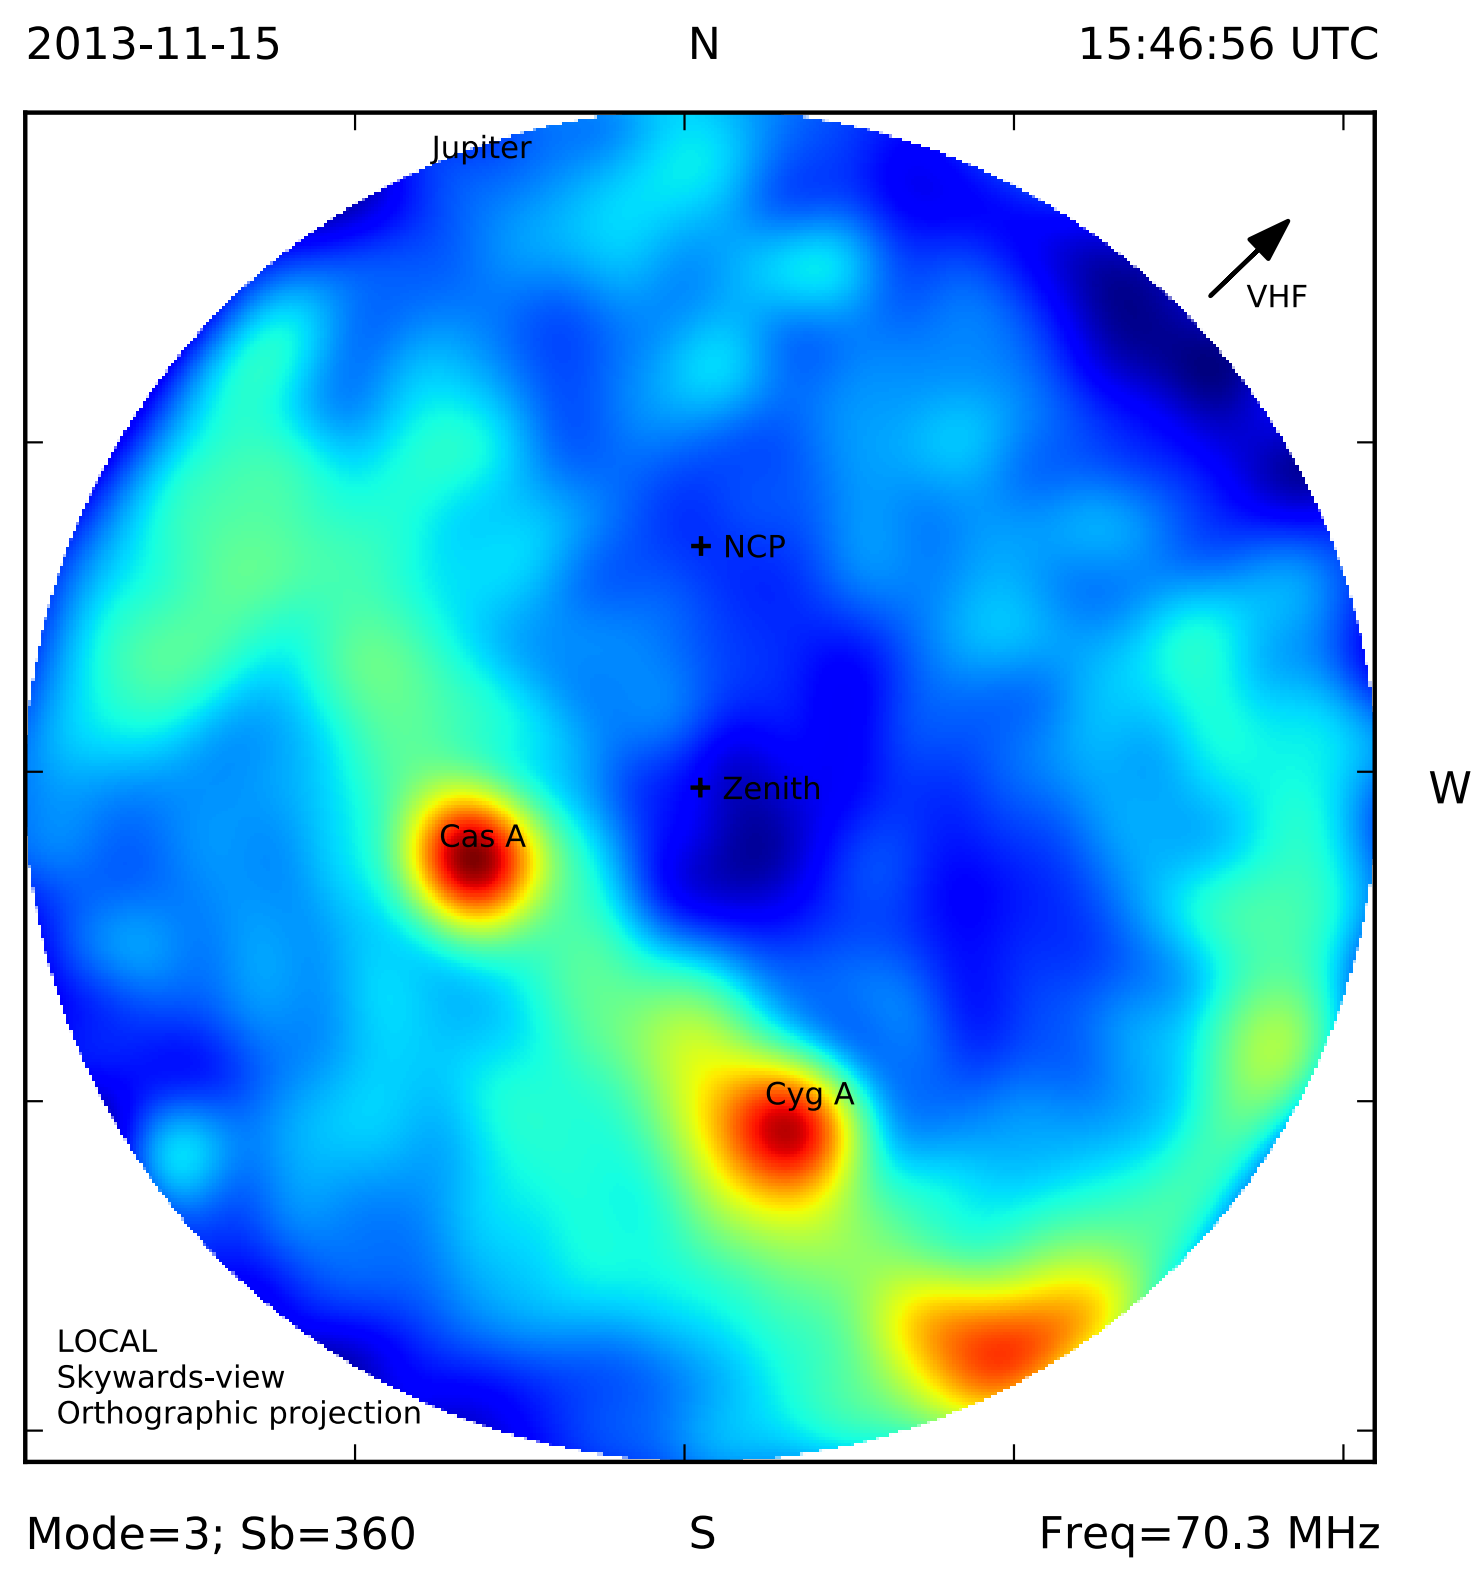 2013-11-15 N 15:46:56 UTC
Jupiter
VHF
NCP
Zenith
W
Cas A
Cyg A
LOCAL
Skywards-view
Orthographic projection
Mode=3; Sb=360 S Freq=70.3 MHz